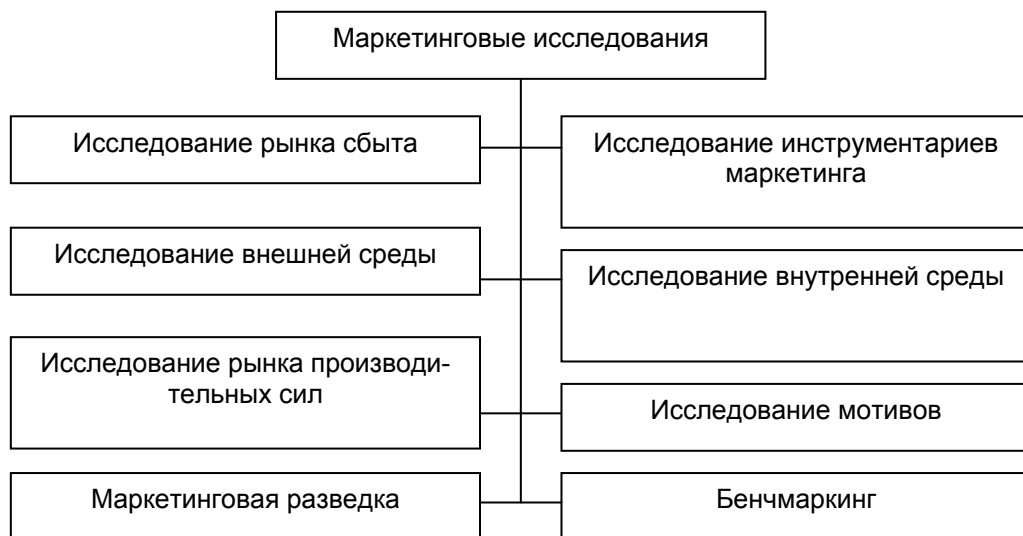 Маркетинговые исследования
Исследование рынка сбыта
Исследование инструментариев
маркетинга
Исследование внешней среды
Исследование внутренней среды
Исследование рынка производи-
тельных сил
Исследование мотивов
Маркетинговая разведка
Бенчмаркинг